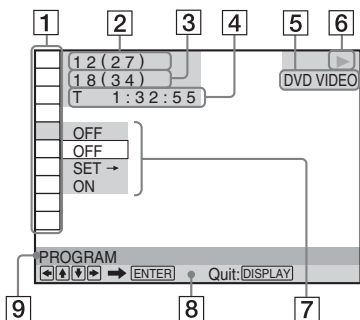 1 2 3 4 5 6
12(27)
18(34)
T 1:32:55
DVD VIDEO
OFF
OFF
SET →
ON
PROGRAM
ENTER Quit: DISPLAY
9 8 7